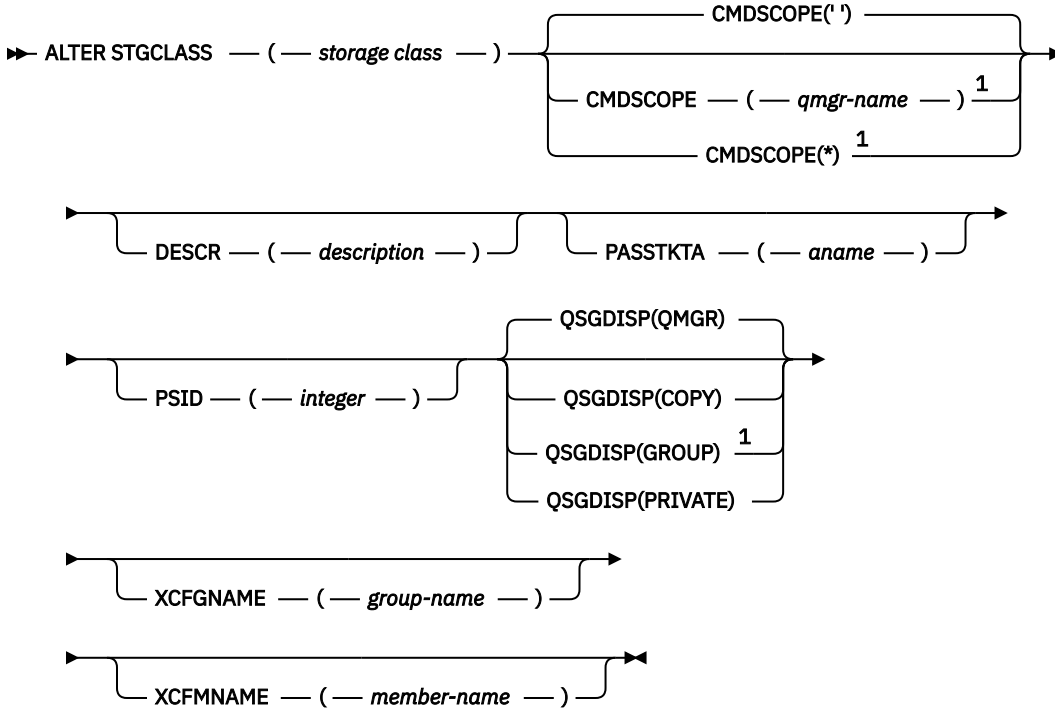 CMDSCOPE(' ')
ALTER STGCLASS ( storage class )
CMDSCOPE ( qmgr-name ) 1
CMDSCOPE(*) 1
DESCR ( description ) PASSTKTA ( aname )
QSGDISP(QMGR)
PSID ( integer ) QSGDISP(COPY)
QSGDISP(GROUP) 1
QSGDISP(PRIVATE)
XCFGNAME ( group-name )
XCFMNAME ( member-name )